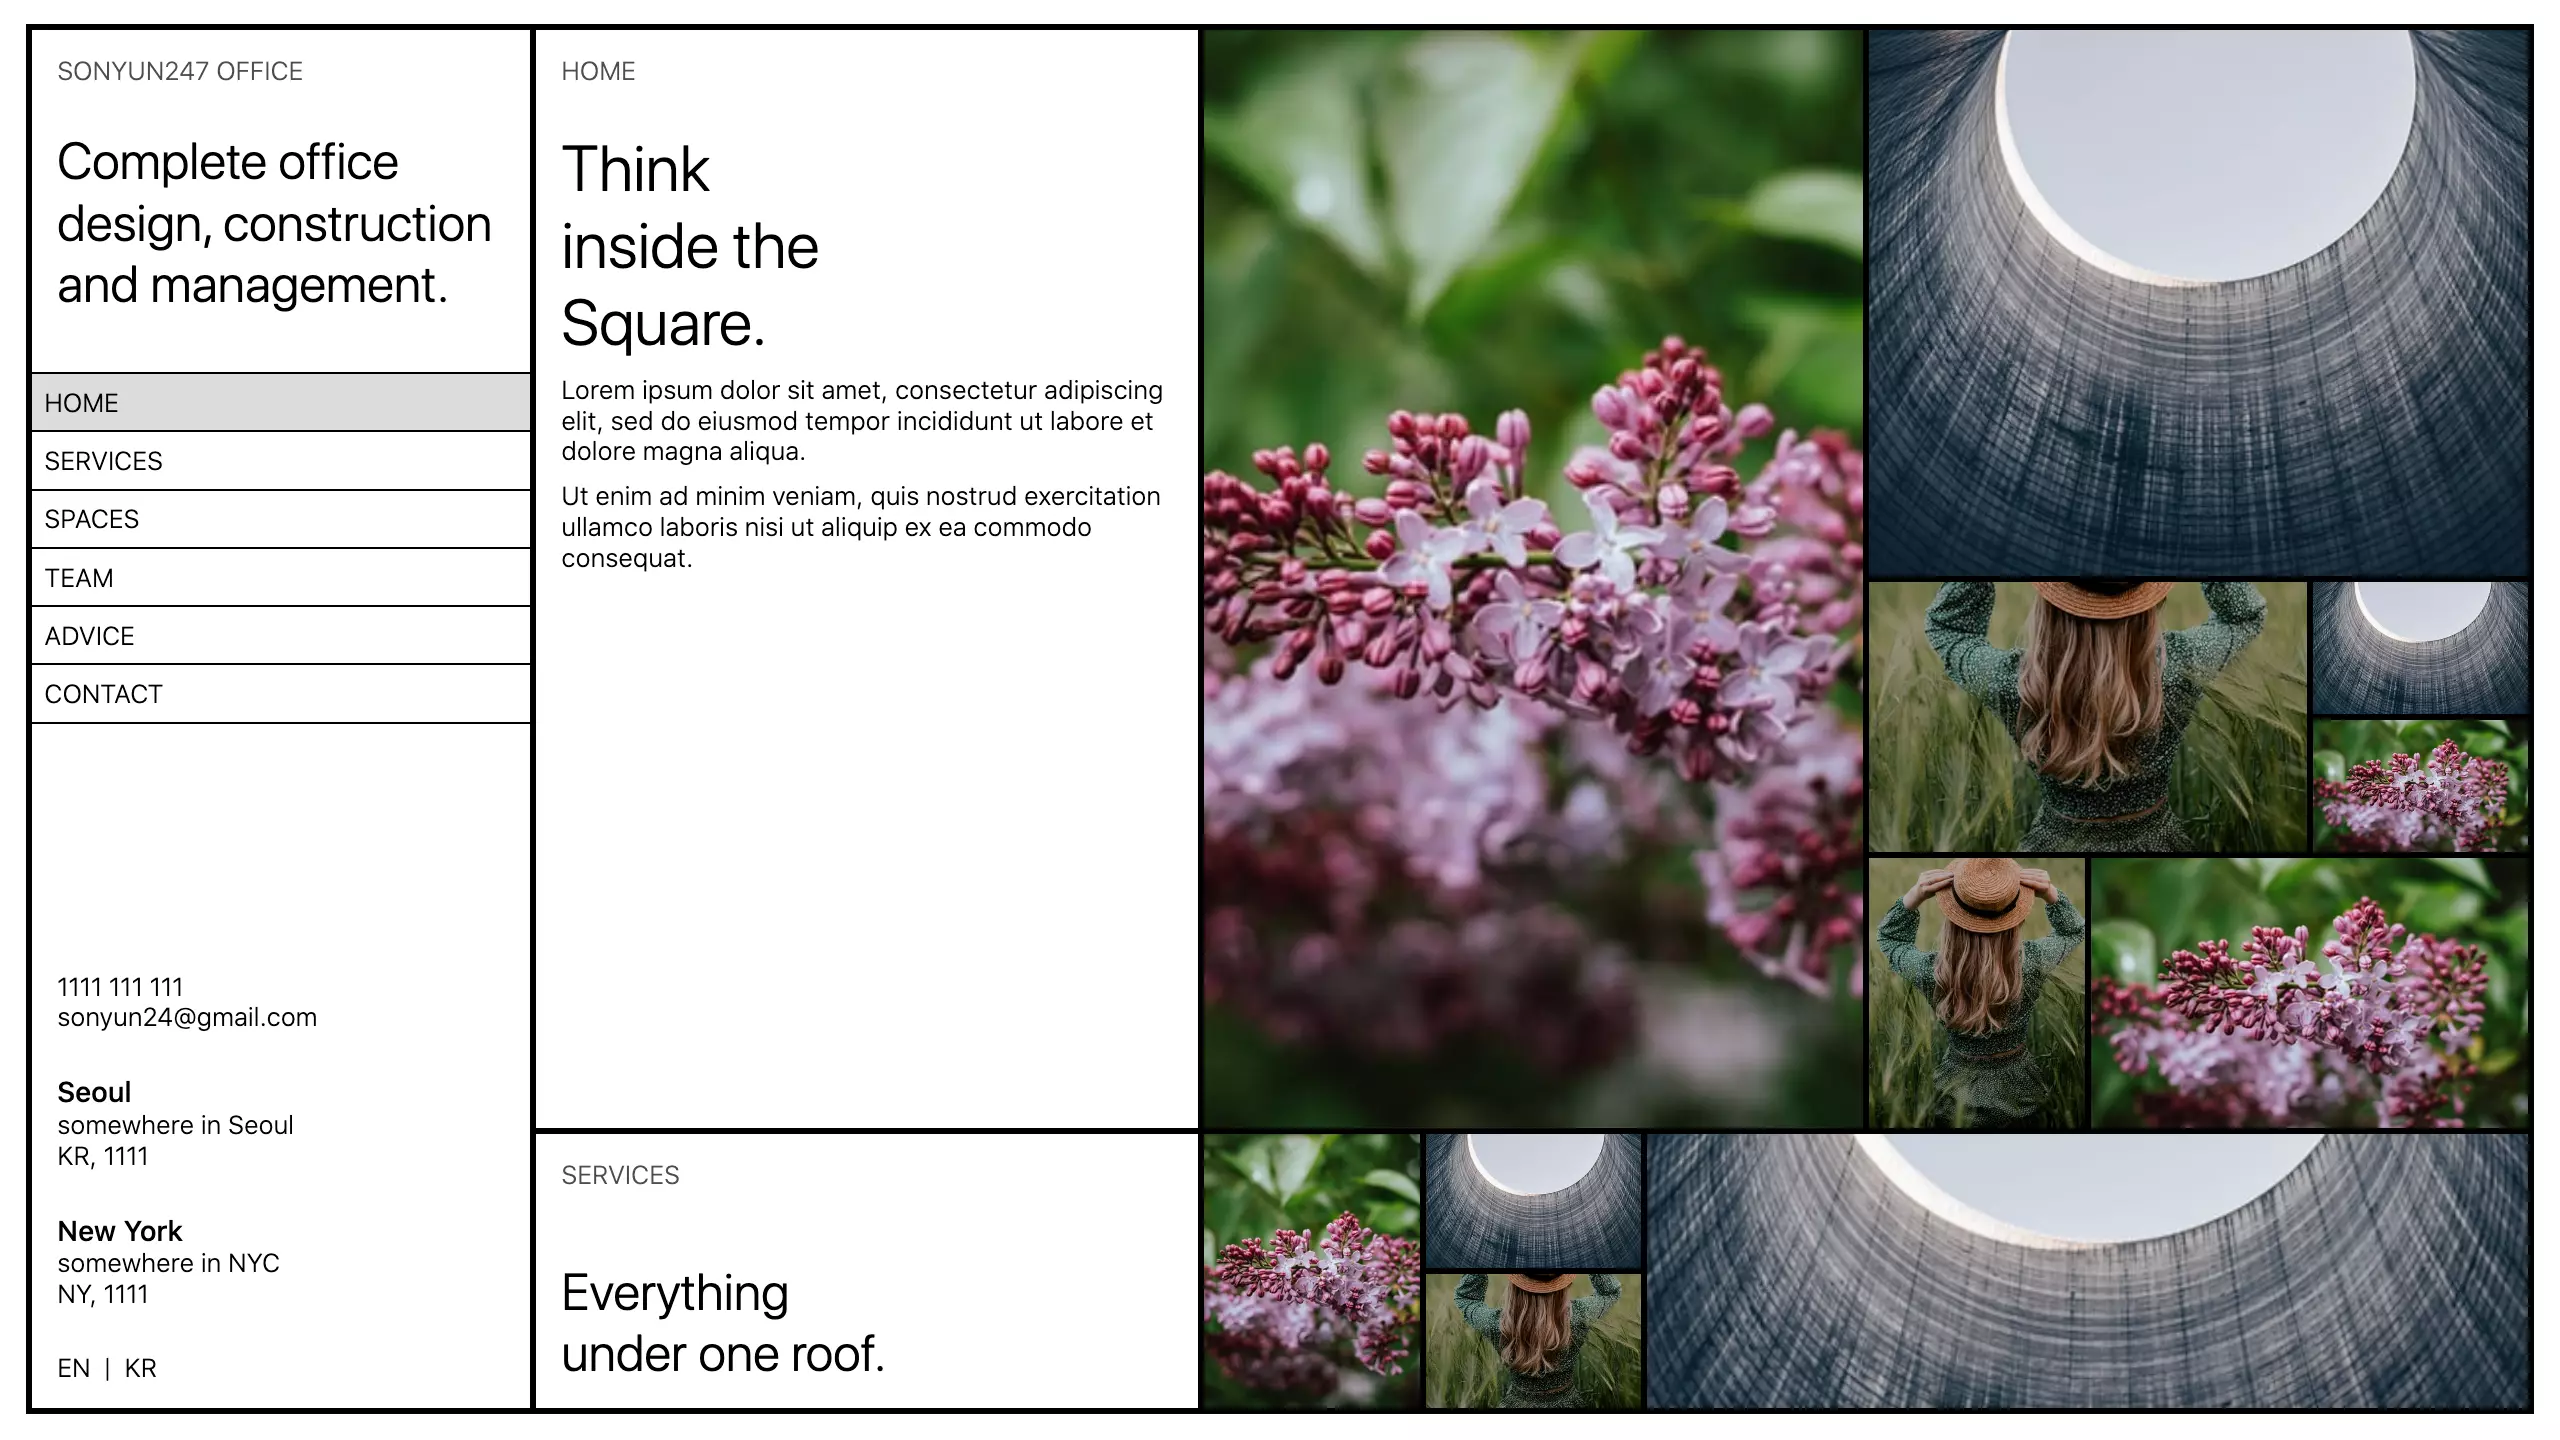 SONYUN247 OFFICE
Complete office
design, construction
and management.
HOME
SERVICES
SPACES
TEAM
ADVICE
CONTACT
1111 111 111
sonyun24@gmail.com
Seoul
somewhere in Seoul
KR, 1111
New York
somewhere in NYC
NY, 1111
EN | KR
HOME
Think
inside the
Square.
Lorem ipsum dolor sit amet, consectetur adipiscing
elit, sed do eiusmod tempor incididunt ut labore et
dolore magna aliqua.
Ut enim ad minim veniam, quis nostrud exercitation
ullamco laboris nisi ut aliquip ex ea commodo
consequat.
SERVICES
Everything
under one roof.